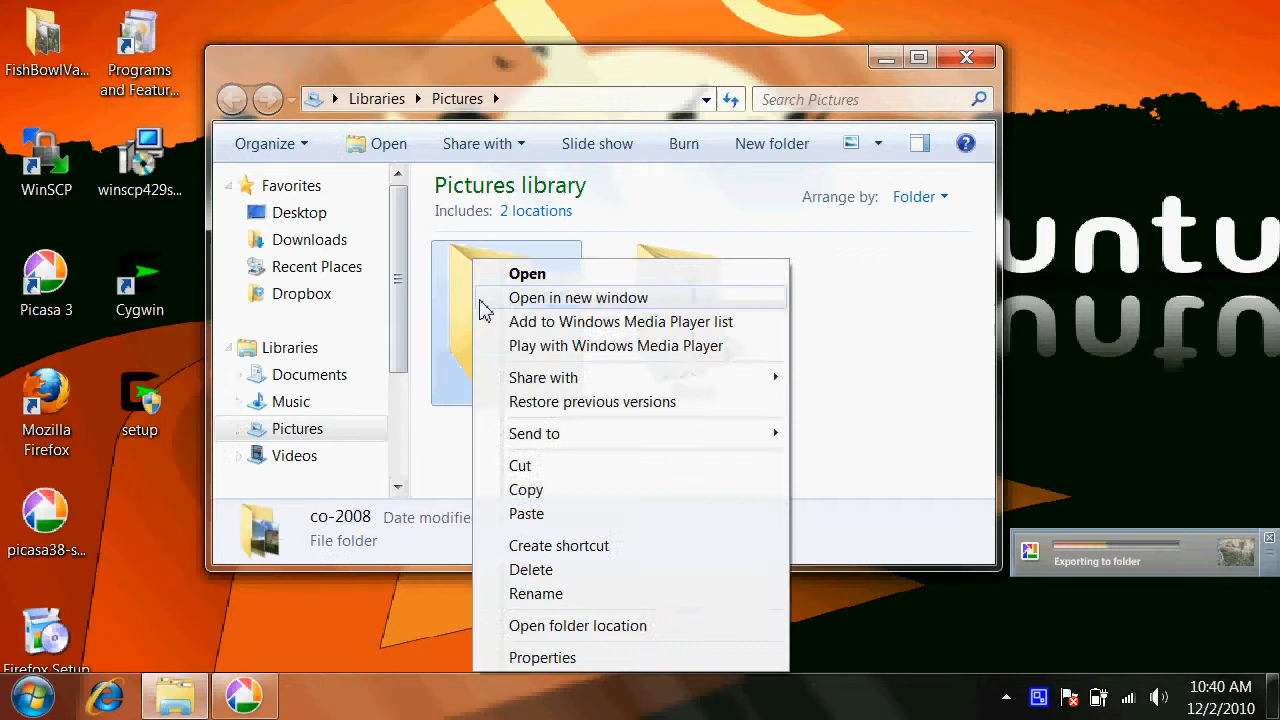 FishBowlVa...
Programs
and Featur...
WinSCP
winscp429s...
Picasa 3
Cygwin
Mozilla
Firefox
setup
picasa38-s...
Firefox Setup
Libraries
Pictures
Search Pictures
Organize
Open
Share with
Slide show
Burn
New folder
Favorites
Desktop
Downloads
Recent Places
Dropbox
Libraries
Documents
Music
Pictures
Videos
Pictures library
Includes: 2 locations
Arrange by: Folder
Open
Open in new window
Add to Windows Media Player list
Play with Windows Media Player
Share with
Restore previous versions
Send to
Cut
Copy
Paste
Create shortcut
Delete
Rename
Open folder location
Properties
co-2008 Date modifie
File folder
untu
Exporting to folder
10:40 AM
12/2/2010